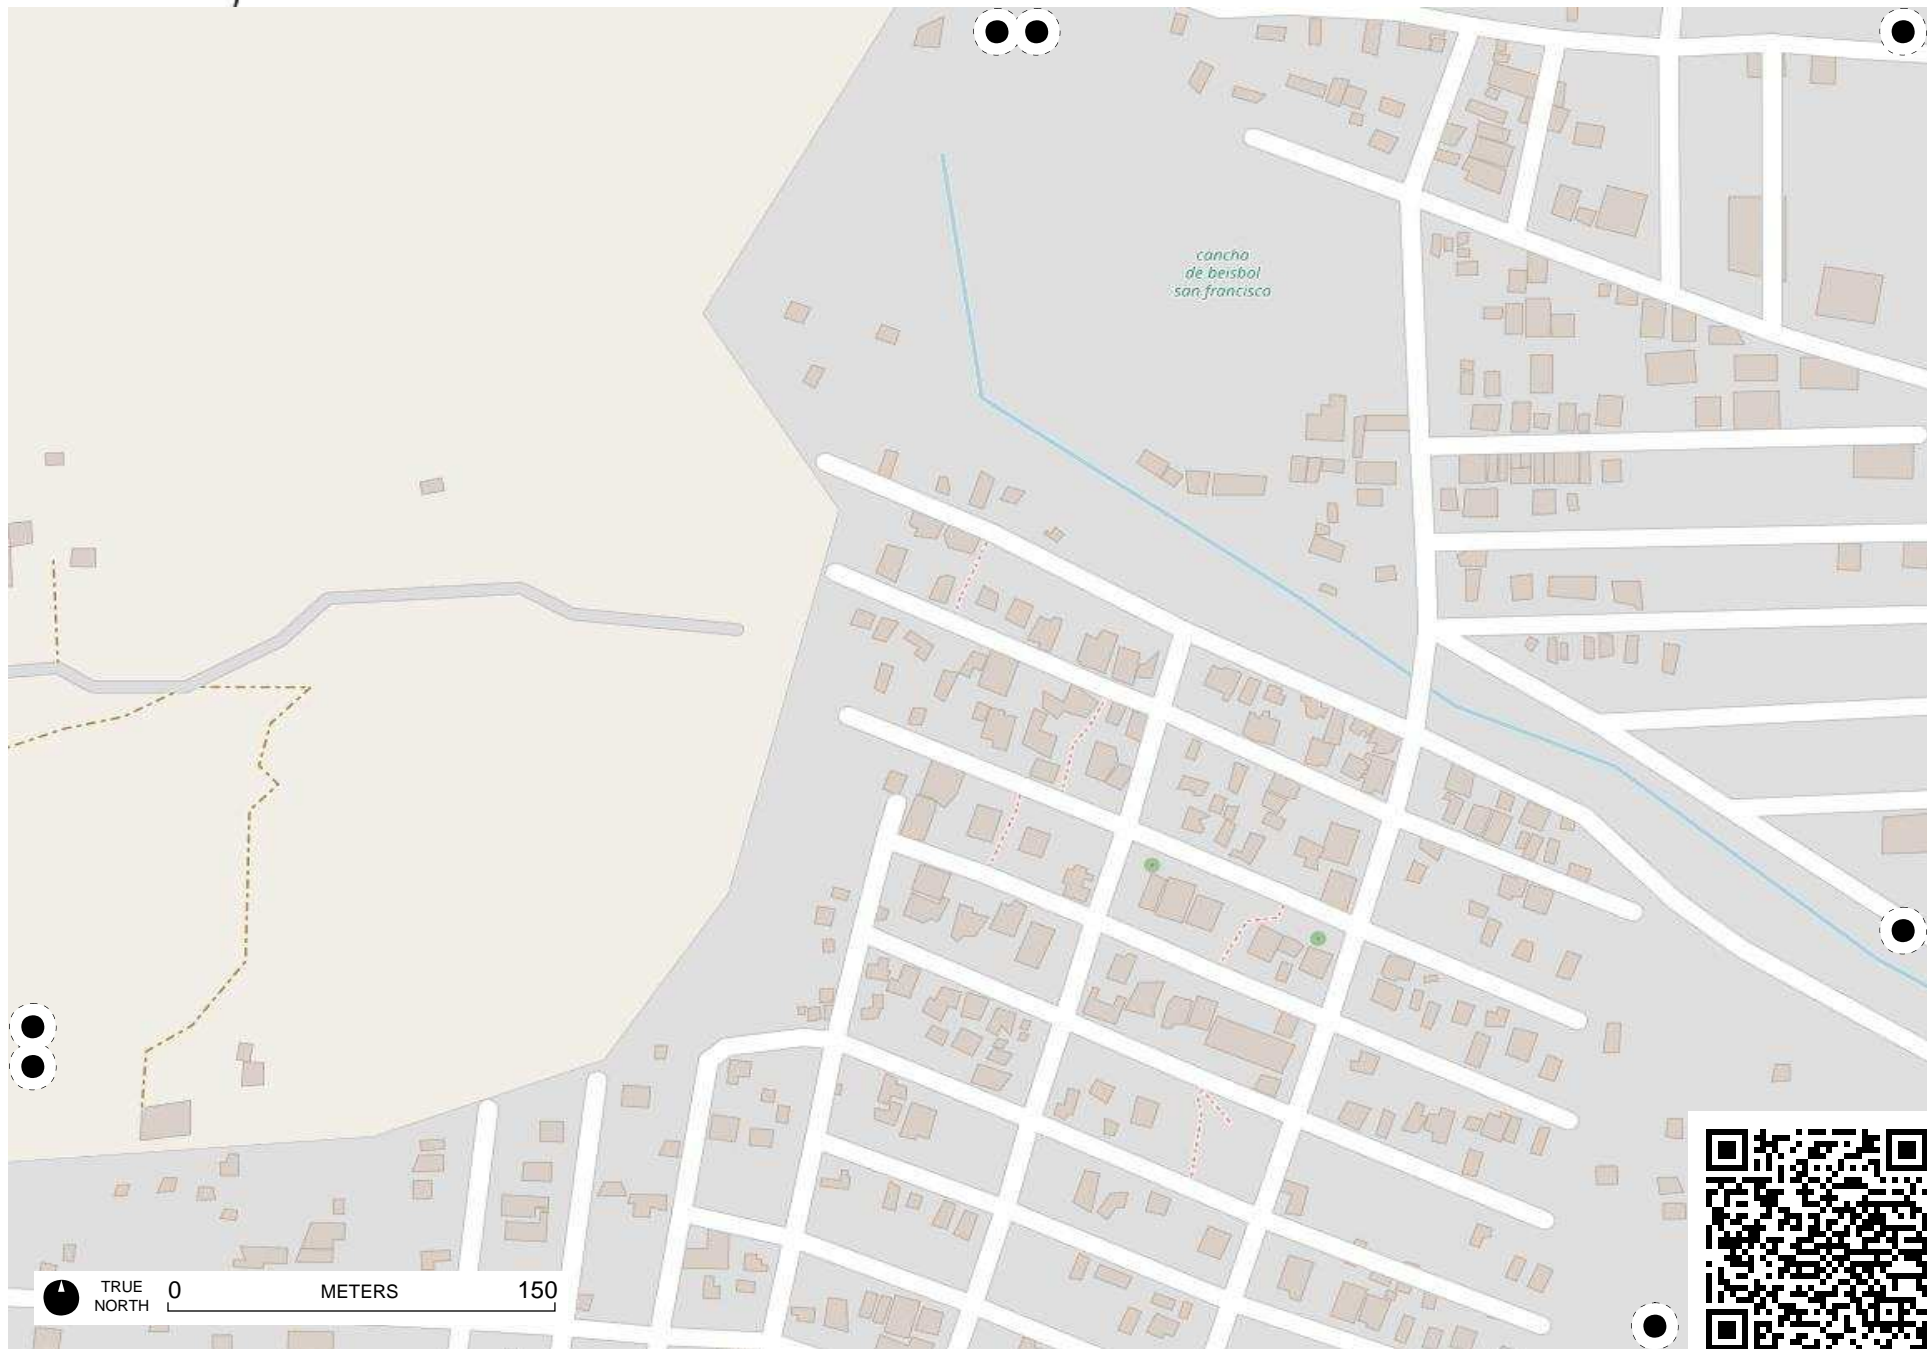 cancha
de beisbol
san francisco
TRUE
NORTH
0 METERS 150